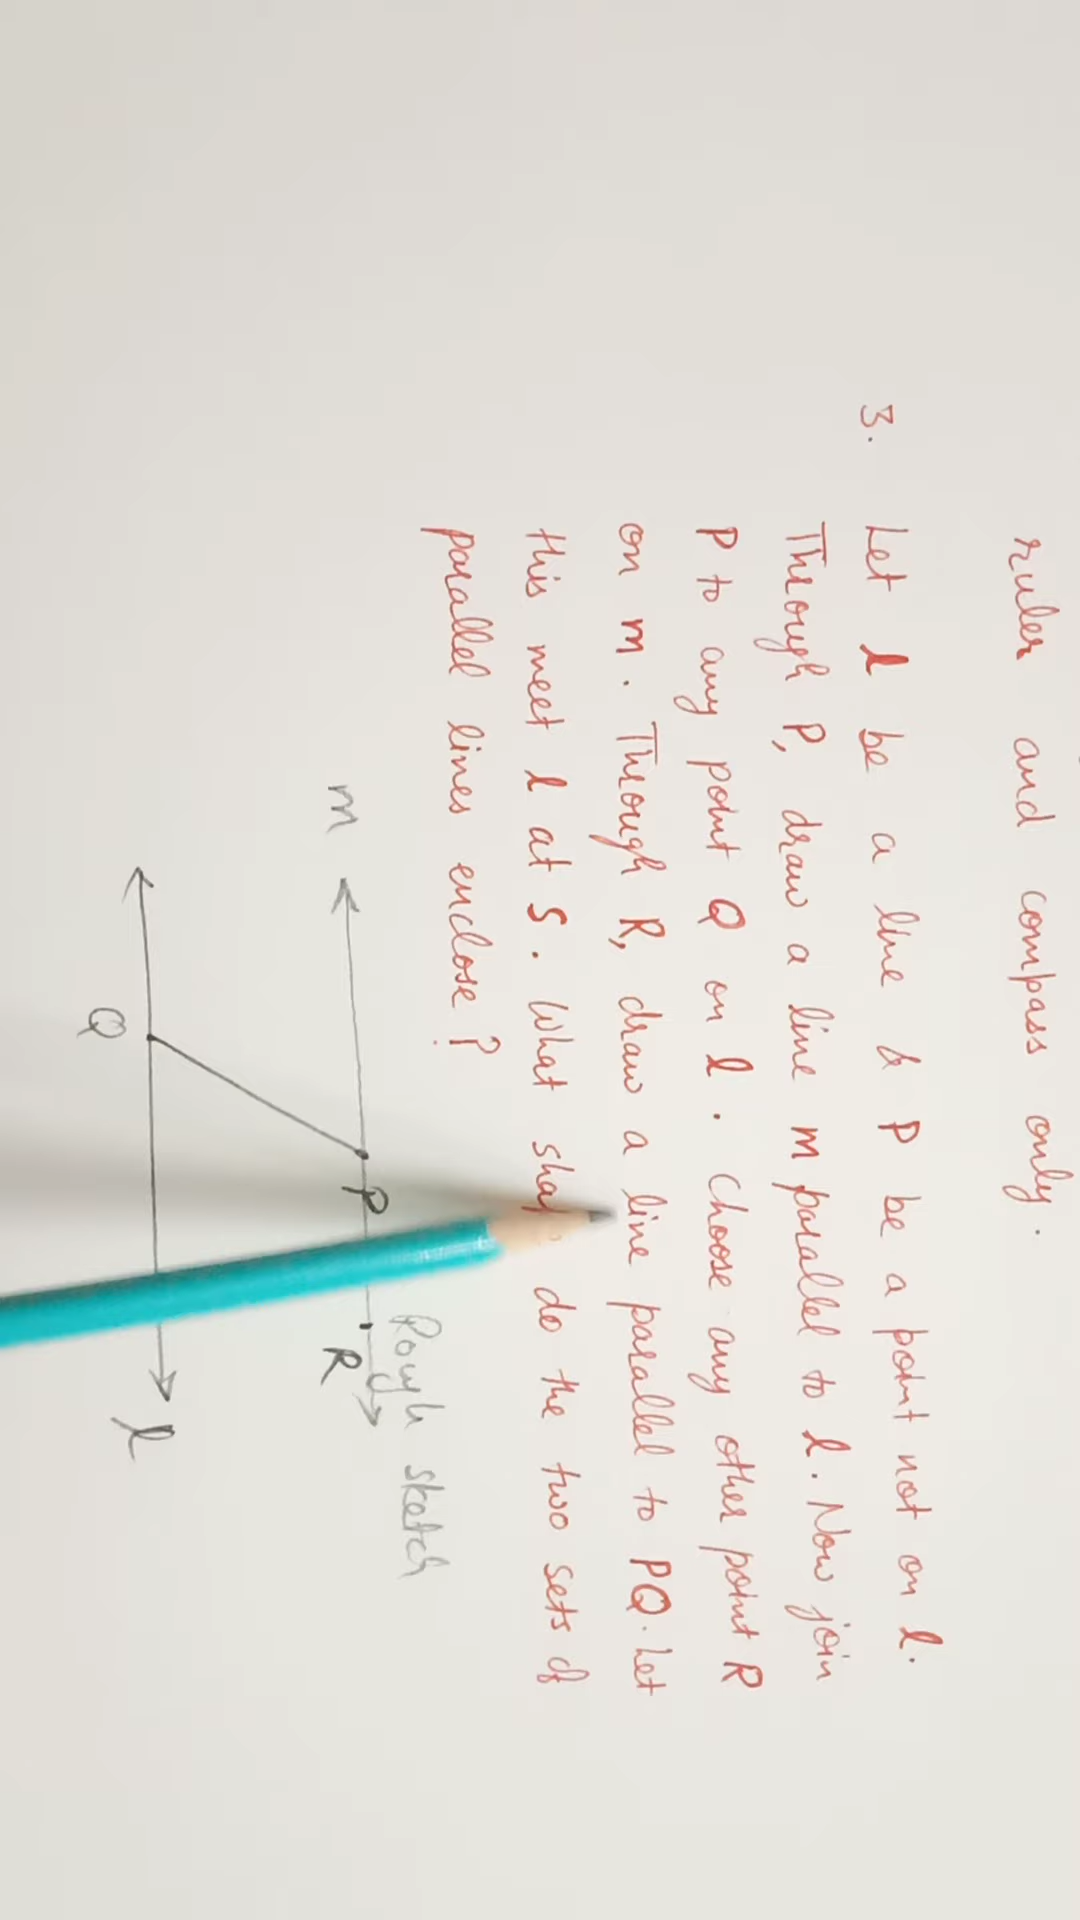 ruler and compass only.
3. Let l be a line & P be a point not on l.
Through P, draw a line m parallel to l. Now join
P to any point Q on l. Choose any other point R
on m. Through R, draw a line parallel to PQ. Let
this meet l at S. What do the two sets of
parallel lines enclose?
Rough sketch
m
P
R
Q
l